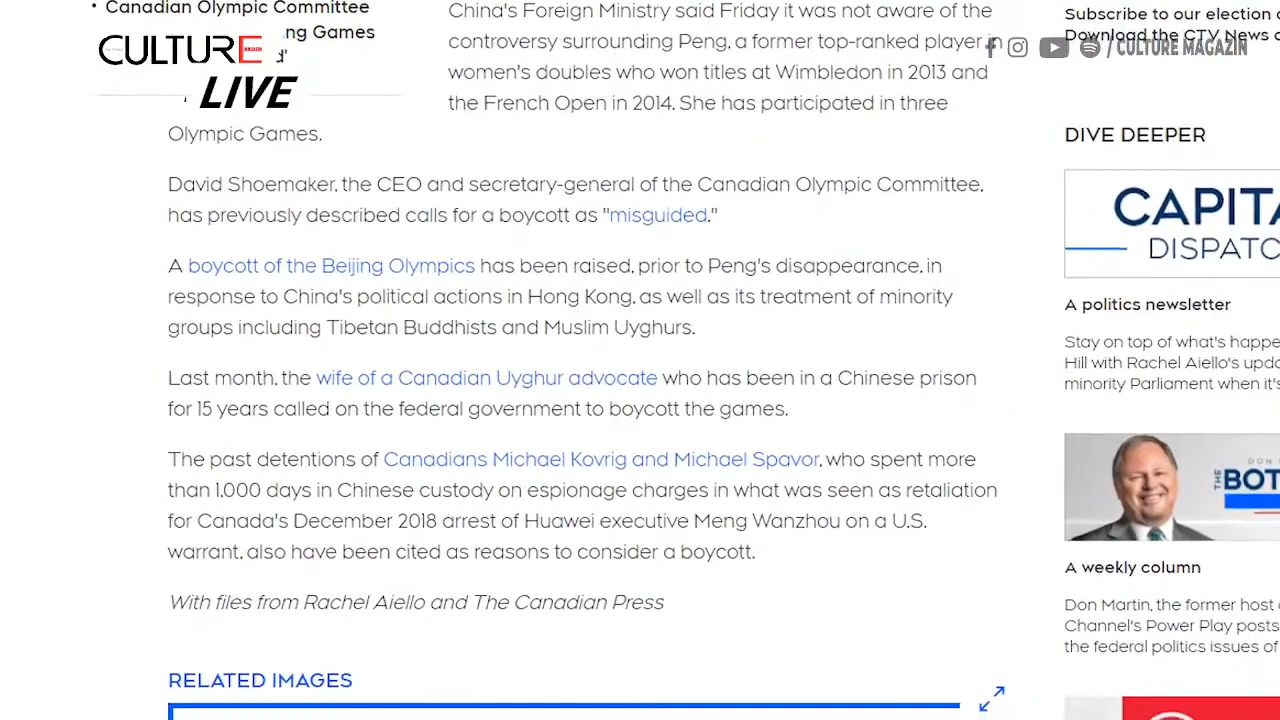 • Canadian Olympic Committee
ng Games
d'
CULTURE
MAGAZIN
LIVE
China's Foreign Ministry said Friday it was not aware of the
controversy surrounding Peng, a former top-ranked player in
women's doubles who won titles at Wimbledon in 2013 and
the French Open in 2014. She has participated in three
Olympic Games.
David Shoemaker, the CEO and secretary-general of the Canadian Olympic Committee,
has previously described calls for a boycott as "misguided."
A boycott of the Beijing Olympics has been raised, prior to Peng's disappearance, in
response to China's political actions in Hong Kong, as well as its treatment of minority
groups including Tibetan Buddhists and Muslim Uyghurs.
Last month, the wife of a Canadian Uyghur advocate who has been in a Chinese prison
for 15 years called on the federal government to boycott the games.
The past detentions of Canadians Michael Kovrig and Michael Spavor, who spent more
than 1,000 days in Chinese custody on espionage charges in what was seen as retaliation
for Canada's December 2018 arrest of Huawei executive Meng Wanzhou on a U.S.
warrant, also have been cited as reasons to consider a boycott.
With files from Rachel Aiello and The Canadian Press
RELATED IMAGES
Subscribe to our election
Download the CTV News
/ CULTURE MAGAZIN
DIVE DEEPER
CAPITA
DISPATC
A politics newsletter
Stay on top of what's happe
Hill with Rachel Aiello's upda
minority Parliament when it's
DON
THE
BOT
A weekly column
Don Martin, the former host
Channel's Power Play posts
the federal politics issues of